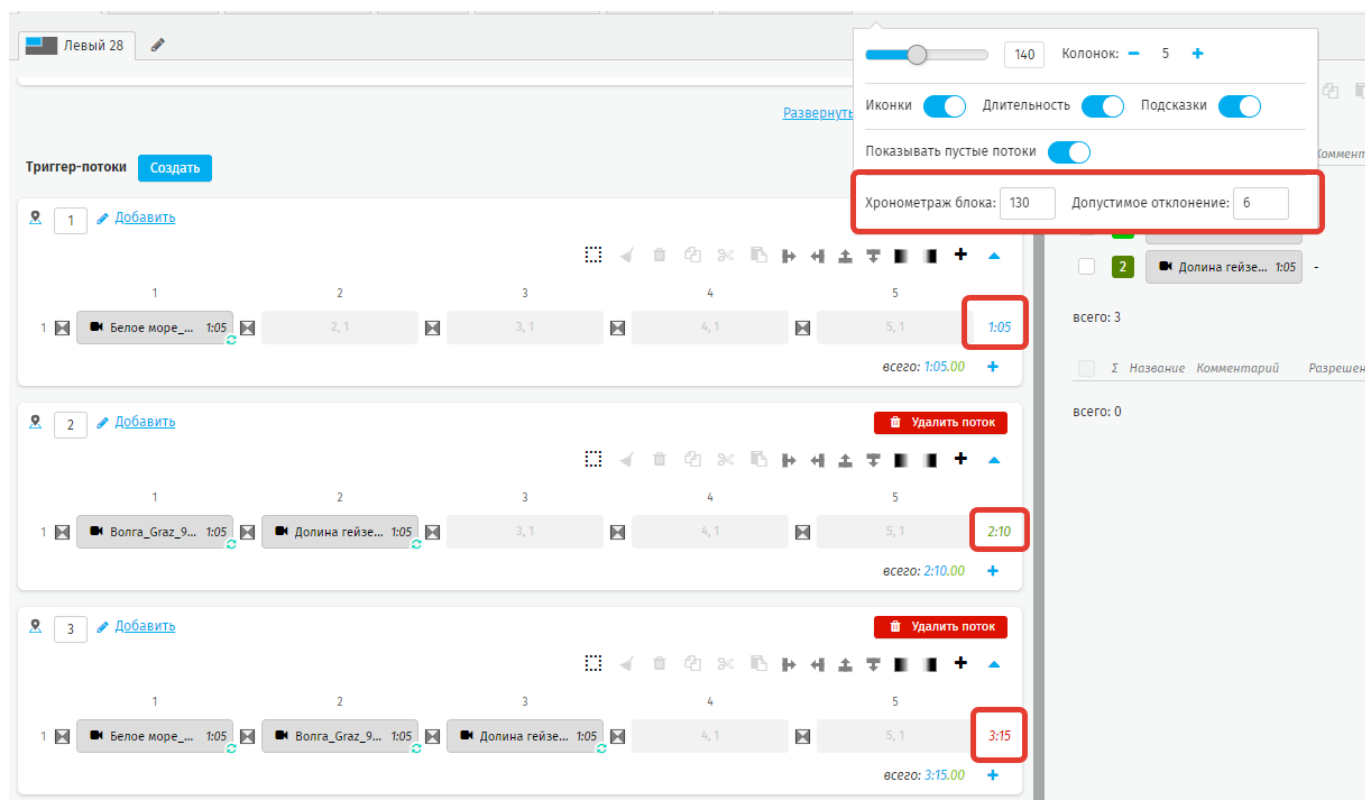 Левый 28
140 Колонок: − 5 +
Иконки Длительность Подсказки
Развернуть
Показывать пустые потоки
Триггер-потоки Создать
Хронометраж блока: 130 Допустимое отклонение: 6
1 Добавить
2 Долина гейзе... 1:05 -
1 2 3 4 5
1 Белое море_... 1:05 2, 1 3, 1 4, 1 5, 1 1:05
всего: 3
всего: 1:05.00 +
Σ Название Комментарий
всего: 0
2 Добавить Удалить поток
1 2 3 4 5
1 Волга_Graz_9... 1:05 Долина гейзе... 1:05 3, 1 4, 1 5, 1 2:10
всего: 2:10.00 +
3 Добавить Удалить поток
1 2 3 4 5
1 Белое море_... 1:05 Волга_Graz_9... 1:05 Долина гейзе... 1:05 4, 1 5, 1 3:15
всего: 3:15.00 +